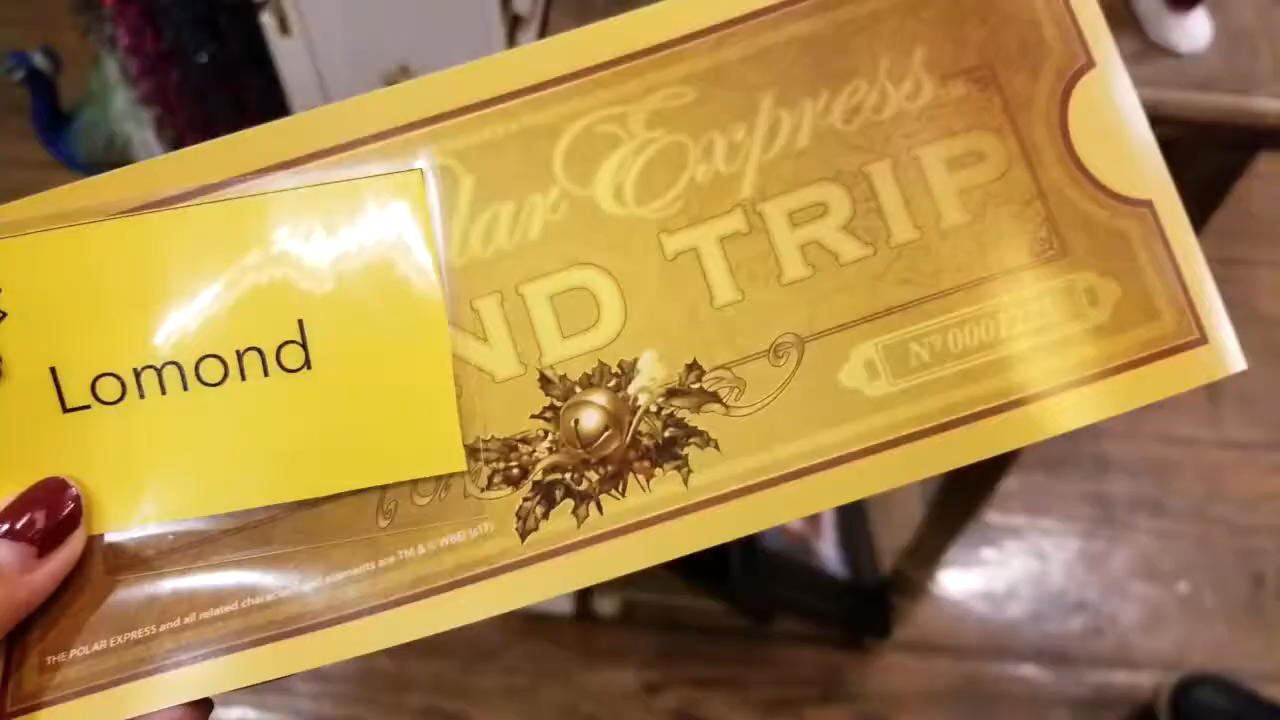 Polar Express
ND TRIP
Lomond
THE POLAR EXPRESS and all related characters and elements are TM & © WBEI (s17)